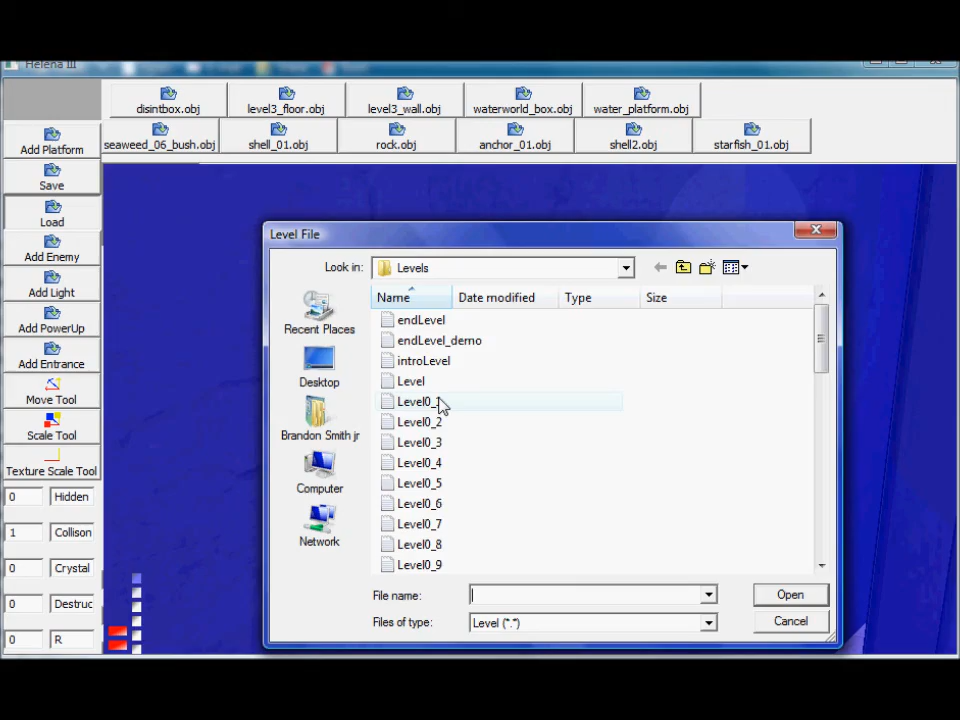 Helena III
disintbox.obj
level3_floor.obj
level3_wall.obj
waterworld_box.obj
water_platform.obj
seaweed_06_bush.obj
shell_01.obj
rock.obj
anchor_01.obj
shell2.obj
starfish_01.obj
Add Platform
Save
Load
Add Enemy
Add Light
Add PowerUp
Add Entrance
Move Tool
Scale Tool
Texture Scale Tool
0 Hidden
1 Collison
0 Crystal
0 Destruc
0 R
Level File
Look in: Levels
Recent Places
Desktop
Brandon Smith jr
Computer
Network
Name Date modified Type Size
endLevel
endLevel_demo
introLevel
Level
Level0_1
Level0_2
Level0_3
Level0_4
Level0_5
Level0_6
Level0_7
Level0_8
Level0_9
File name:
Open
Files of type: Level (*.*)
Cancel